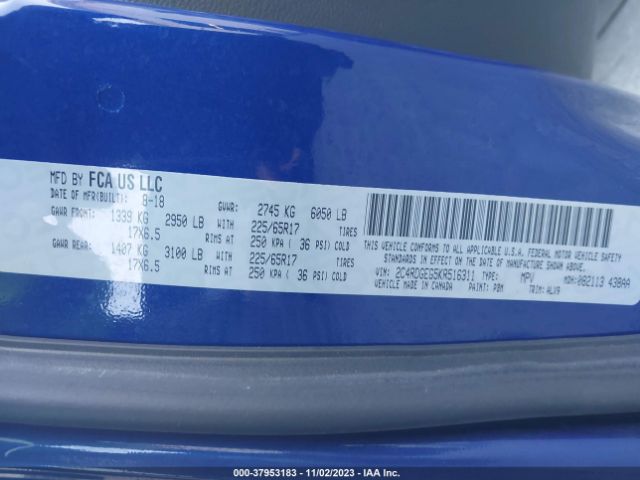 MFD BY FCA US LLC
DATE OF MFR(BUILT): 8-18 GVWR: 2745 KG 6050 LB
GAWR FRONT: 1339 KG 2950 LB WITH 225/65R17 TIRES
17X6.5 RIMS AT 250 KPA ( 36 PSI) COLD
GAWR REAR: 1407 KG 3100 LB WITH 225/65R17 TIRES
17X6.5 RIMS AT 250 KPA ( 36 PSI) COLD
THIS VEHICLE CONFORMS TO ALL APPLICABLE U.S.A. FEDERAL MOTOR VEHICLE SAFETY
STANDARDS IN EFFECT ON THE DATE OF MANUFACTURE SHOWN ABOVE.
VIN: 2C4RDGEG5KR516311 TYPE: MPV MDH: 082113 438AA
VEHICLE MADE IN CANADA PAINT: PBM TRIM: ALV9
000-37953183 - 11/02/2023 - IAA Inc.